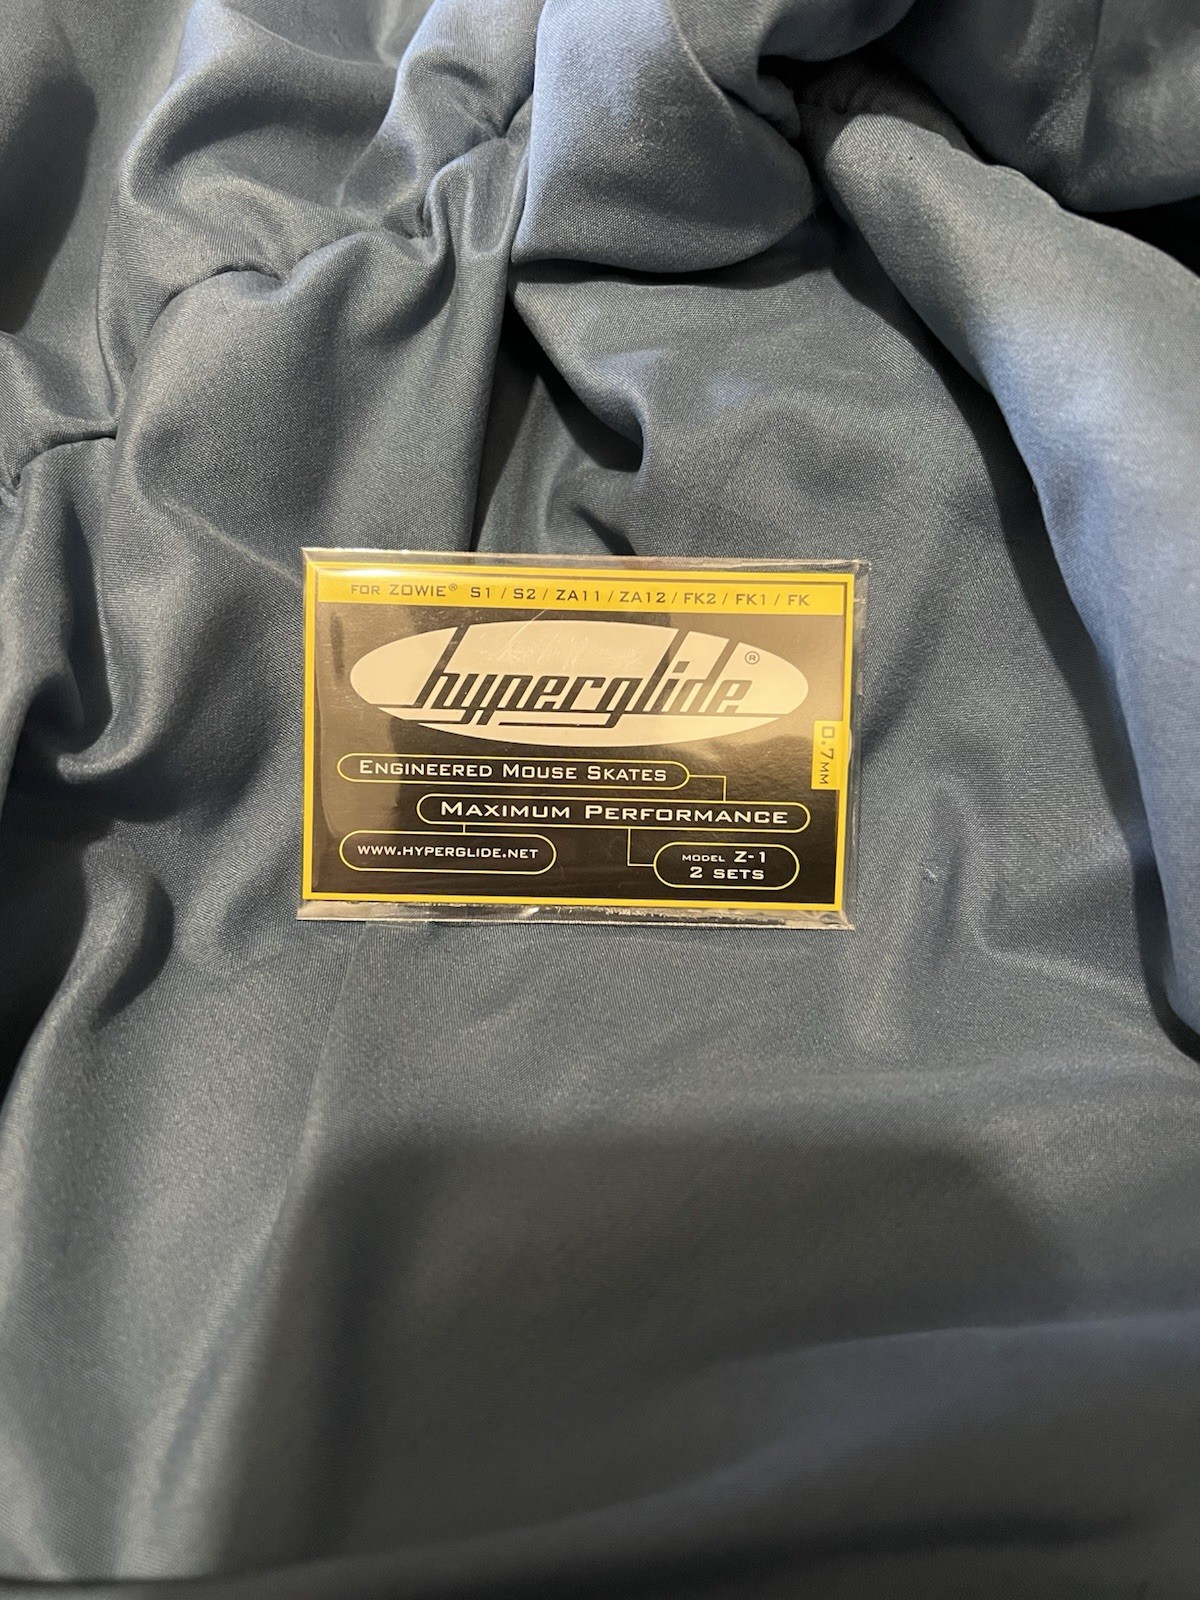 FOR ZOWIE® S1 / S2 / ZA11 / ZA12 / FK2 / FK1 / FK
hyperglide ®
0.7MM
ENGINEERED MOUSE SKATES
MAXIMUM PERFORMANCE
WWW.HYPERGLIDE.NET
MODEL Z-1
2 SETS